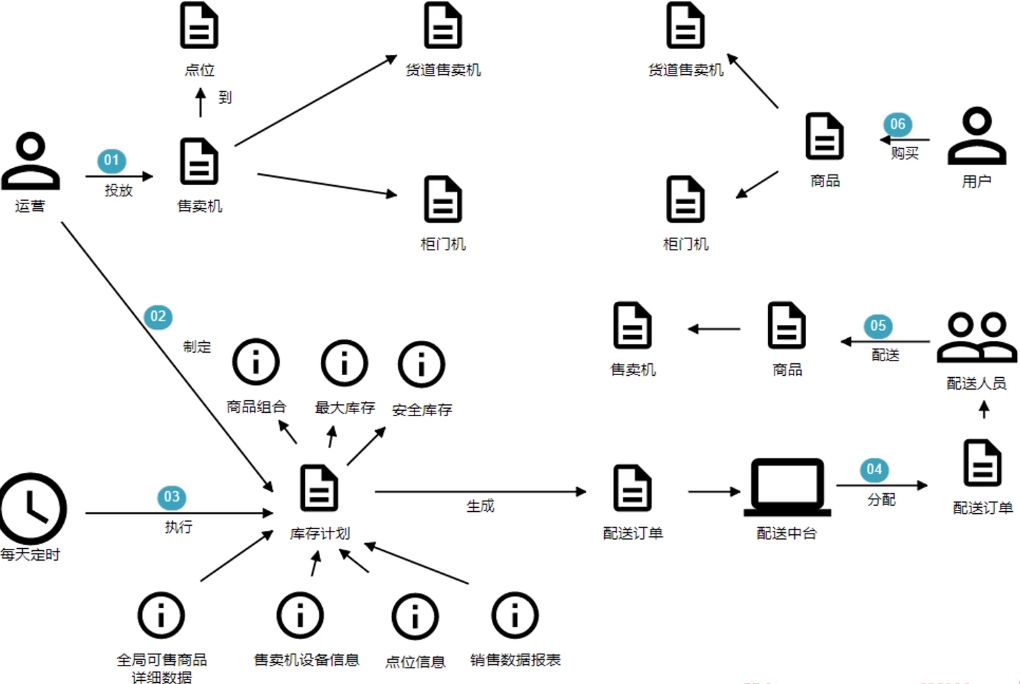 点位
货道售卖机
货道售卖机
到
01
投放
06
购买
运营
售卖机
商品
用户
柜门机
柜门机
02
制定
05
配送
售卖机
商品
配送人员
商品组合
最大库存
安全库存
03
执行
生成
04
分配
每天定时
库存计划
配送订单
配送中台
配送订单
全局可售商品
详细数据
售卖机设备信息
点位信息
销售数据报表